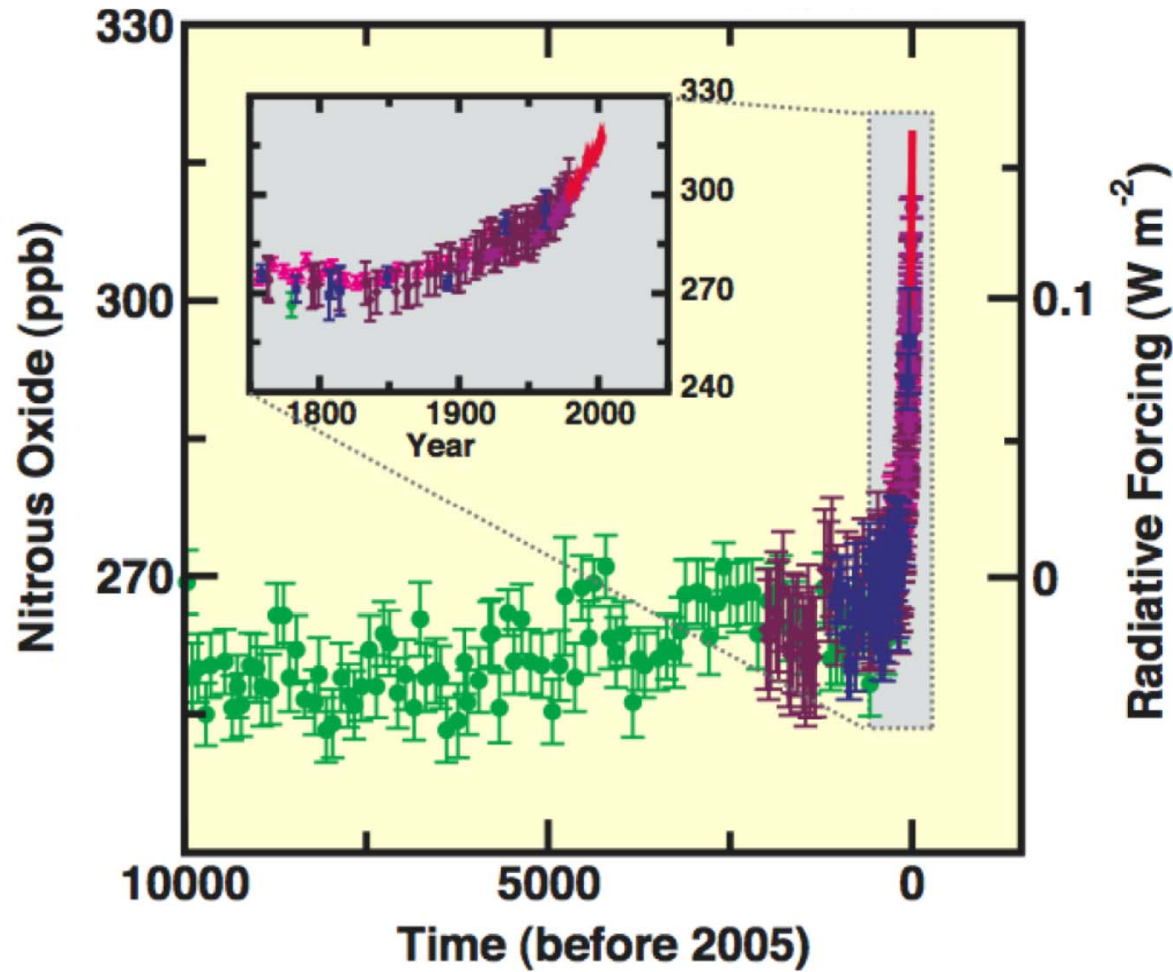 330
300
270
Nitrous Oxide (ppb)
330
300
270
240
1800 1900 2000
Year
0.1
0
Radiative Forcing (W m⁻²)
10000 5000 0
Time (before 2005)